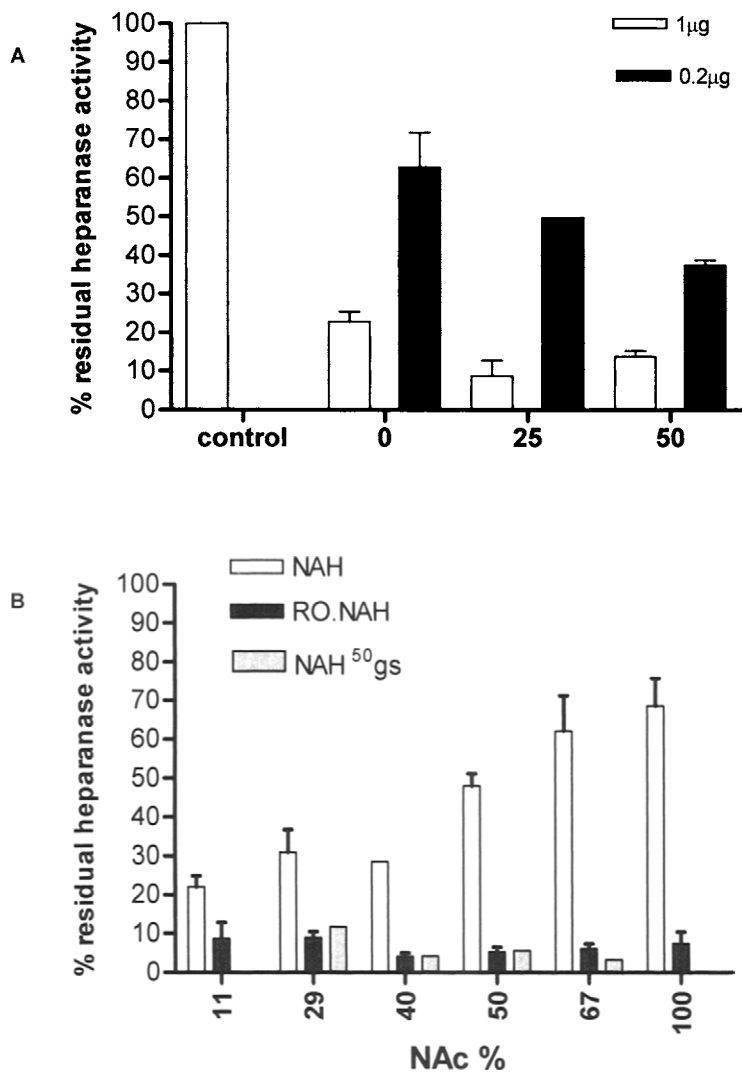 A
% residual heparanase activity
100
90
80
70
60
50
40
30
20
10
0
1µg
0.2µg
control 0 25 50
B
% residual heparanase activity
100
90
80
70
60
50
40
30
20
10
0
NAH
RO.NAH
NAH 50gs
11 29 40 50 67 100
NAc %